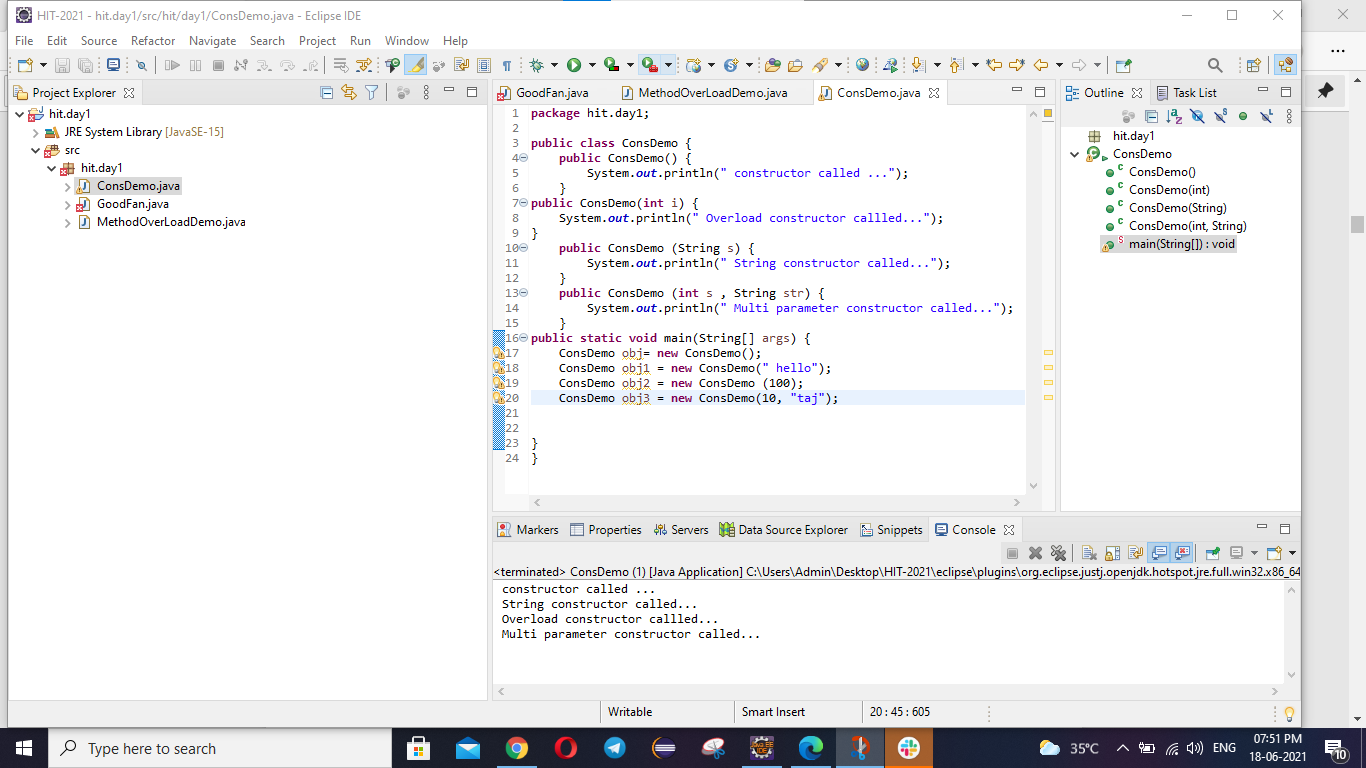 HIT-2021 - hit.day1/src/hit/day1/ConsDemo.java - Eclipse IDE
File Edit Source Refactor Navigate Search Project Run Window Help
Project Explorer
hit.day1
JRE System Library [JavaSE-15]
src
hit.day1
ConsDemo.java
GoodFan.java
MethodOverLoadDemo.java
GoodFan.java MethodOverLoadDemo.java ConsDemo.java
1 package hit.day1;
2
3 public class ConsDemo {
4 public ConsDemo() {
5 System.out.println(" constructor called ...");
6 }
7 public ConsDemo(int i) {
8 System.out.println(" Overload constructor callled...");
9 }
10 public ConsDemo (String s) {
11 System.out.println(" String constructor called...");
12 }
13 public ConsDemo (int s , String str) {
14 System.out.println(" Multi parameter constructor called...");
15 }
16 public static void main(String[] args) {
17 ConsDemo obj= new ConsDemo();
18 ConsDemo obj1 = new ConsDemo(" hello");
19 ConsDemo obj2 = new ConsDemo (100);
20 ConsDemo obj3 = new ConsDemo(10, "taj");
21
22
23 }
24 }
Outline Task List
hit.day1
ConsDemo
ConsDemo()
ConsDemo(int)
ConsDemo(String)
ConsDemo(int, String)
main(String[]) : void
Markers Properties Servers Data Source Explorer Snippets Console
<terminated> ConsDemo (1) [Java Application] C:\Users\Admin\Desktop\HIT-2021\eclipse\plugins\org.eclipse.justj.openjdk.hotspot.jre.full.win32.x86_64
constructor called ...
String constructor called...
Overload constructor callled...
Multi parameter constructor called...
Writable Smart Insert 20 : 45 : 605
Type here to search
35°C ENG 07:51 PM
18-06-2021
10